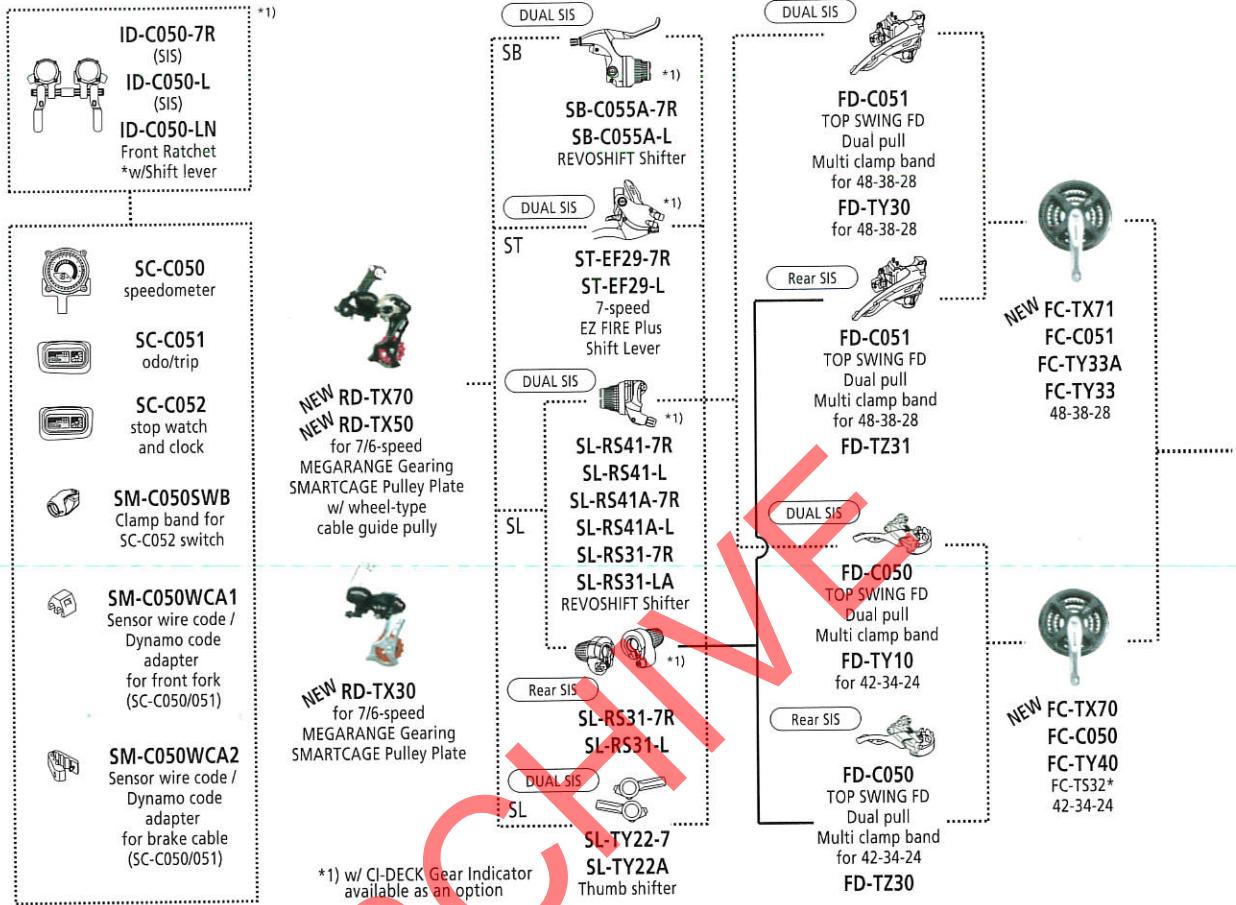 *1)
ID-C050-7R
(SIS)
ID-C050-L
(SIS)
ID-C050-LN
Front Ratchet
*w/Shift lever
SC-C050
speedometer
SC-C051
odo/trip
SC-C052
stop watch
and clock
SM-C050SWB
Clamp band for
SC-C052 switch
SM-C050WCA1
Sensor wire code /
Dynamo code
adapter
for front fork
(SC-C050/051)
SM-C050WCA2
Sensor wire code /
Dynamo code
adapter
for brake cable
(SC-C050/051)
NEW RD-TX70
NEW RD-TX50
for 7/6-speed
MEGARANGE Gearing
SMARTCAGE Pulley Plate
w/ wheel-type
cable guide pully
NEW RD-TX30
for 7/6-speed
MEGARANGE Gearing
SMARTCAGE Pulley Plate
DUAL SIS
SB
*1)
SB-C055A-7R
SB-C055A-L
REVOSHIFT Shifter
DUAL SIS
*1)
ST
ST-EF29-7R
ST-EF29-L
7-speed
EZ FIRE Plus
Shift Lever
DUAL SIS
*1)
SL-RS41-7R
SL-RS41-L
SL-RS41A-7R
SL-RS41A-L
SL
SL-RS31-7R
SL-RS31-LA
REVOSHIFT Shifter
*1)
Rear SIS
SL-RS31-7R
SL-RS31-L
DUAL SIS
SL
SL-TY22-7
SL-TY22A
Thumb shifter
*1) w/ CI-DECK Gear Indicator
available as an option
DUAL SIS
FD-C051
TOP SWING FD
Dual pull
Multi clamp band
for 48-38-28
FD-TY30
for 48-38-28
Rear SIS
FD-C051
TOP SWING FD
Dual pull
Multi clamp band
for 48-38-28
FD-TZ31
DUAL SIS
FD-C050
TOP SWING FD
Dual pull
Multi clamp band
FD-TY10
for 42-34-24
Rear SIS
FD-C050
TOP SWING FD
Dual pull
Multi clamp band
for 42-34-24
FD-TZ30
NEW FC-TX71
FC-C051
FC-TY33A
FC-TY33
48-38-28
NEW FC-TX70
FC-C050
FC-TY40
FC-TS32*
42-34-24
CHIVE